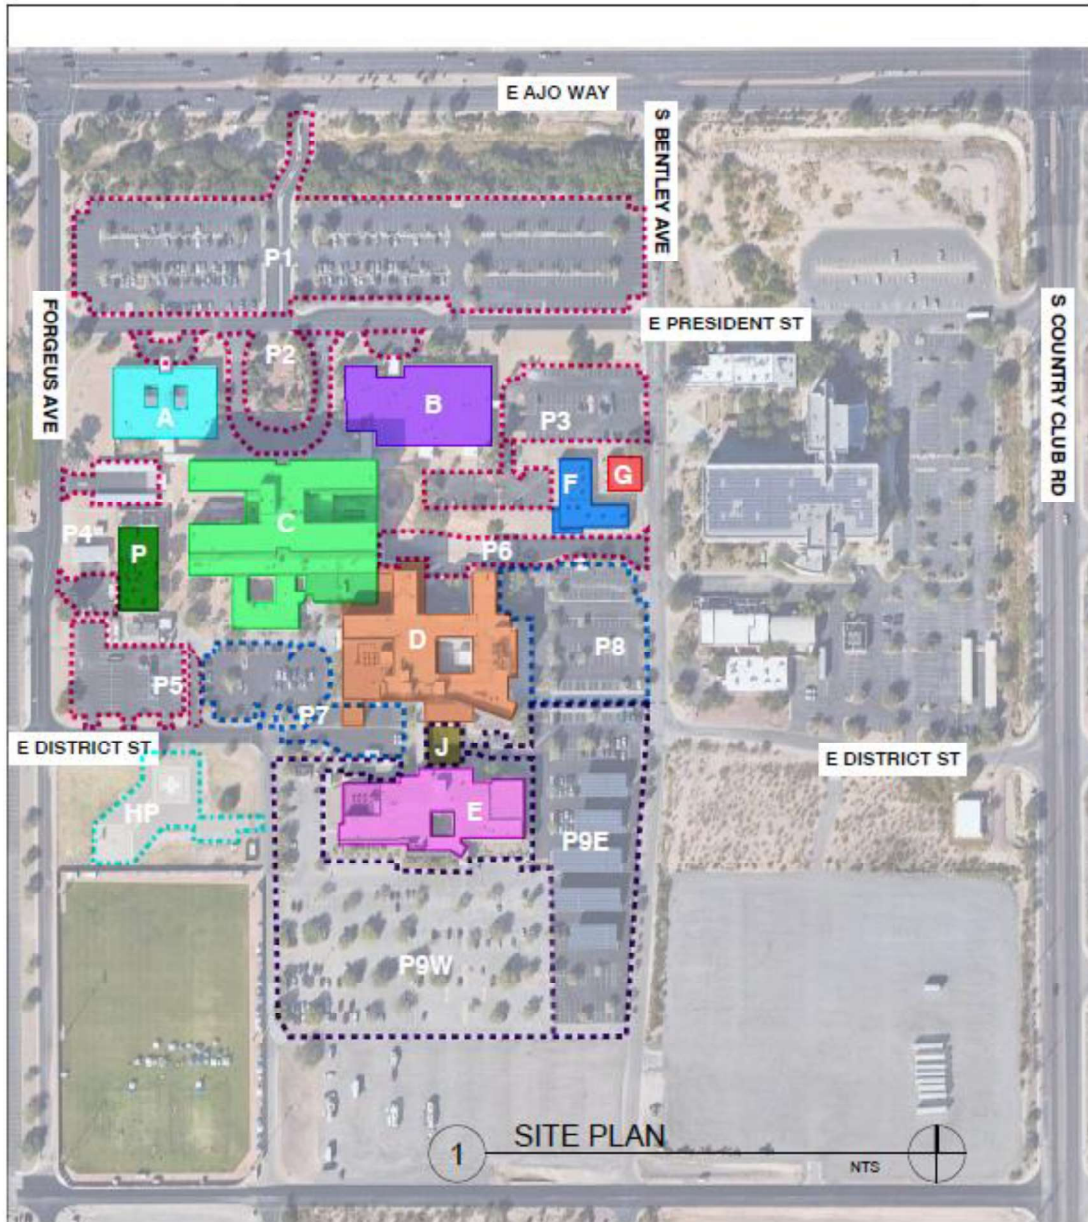 E AJO WAY
S BENTLEY AVE
P1
FORGEUS AVE
S COUNTRY CLUB RD
E PRESIDENT ST
P2
A
B
P3
F
G
C
P4
P
P6
1
D
P8
P5
P7
E DISTRICT ST
J
E DISTRICT ST
HP
E
P9E
P9W
1
SITE PLAN
NTS